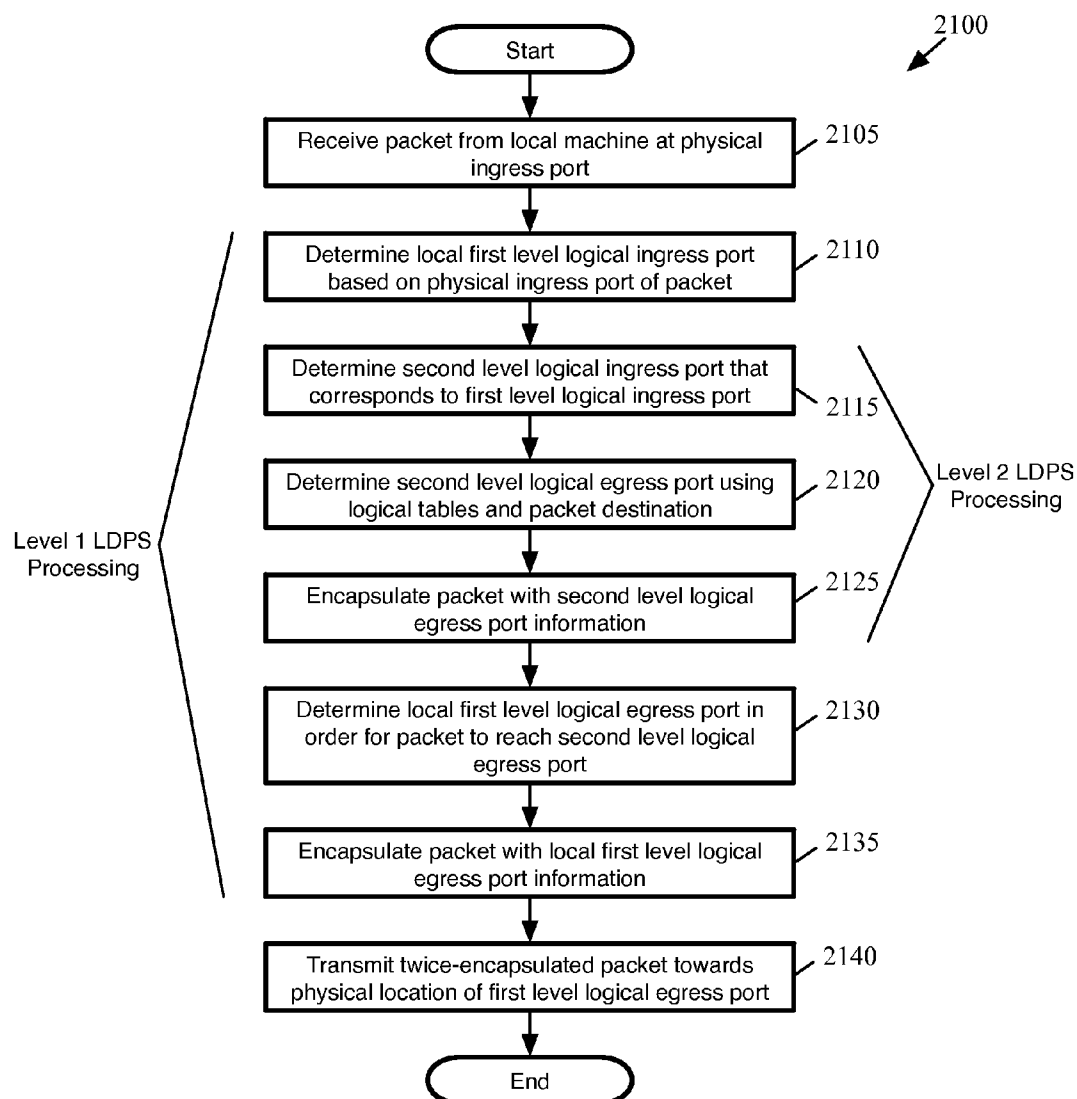 2100
Start
Receive packet from local machine at physical
ingress port
2105
Determine local first level logical ingress port
based on physical ingress port of packet
2110
Determine second level logical ingress port that
corresponds to first level logical ingress port
2115
Determine second level logical egress port using
logical tables and packet destination
2120
Level 2 LDPS
Processing
Level 1 LDPS
Processing
Encapsulate packet with second level logical
egress port information
2125
Determine local first level logical egress port in
order for packet to reach second level logical
egress port
2130
Encapsulate packet with local first level logical
egress port information
2135
Transmit twice-encapsulated packet towards
physical location of first level logical egress port
2140
End